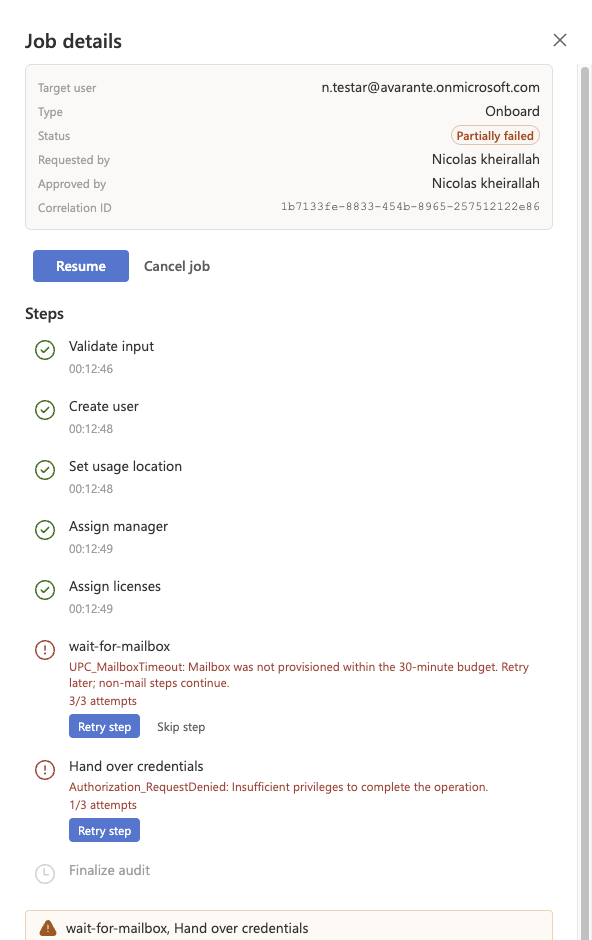 Job details
Target user n.testar@avarante.onmicrosoft.com
Type Onboard
Status Partially failed
Requested by Nicolas kheirallah
Approved by Nicolas kheirallah
Correlation ID 1b7133fe-8833-454b-8965-257512122e86
Resume Cancel job
Steps
Validate input
00:12:46
Create user
00:12:48
Set usage location
00:12:48
Assign manager
00:12:49
Assign licenses
00:12:49
wait-for-mailbox
UPC_MailboxTimeout: Mailbox was not provisioned within the 30-minute budget. Retry
later; non-mail steps continue.
3/3 attempts
Retry step Skip step
Hand over credentials
Authorization_RequestDenied: Insufficient privileges to complete the operation.
1/3 attempts
Retry step
Finalize audit
wait-for-mailbox, Hand over credentials